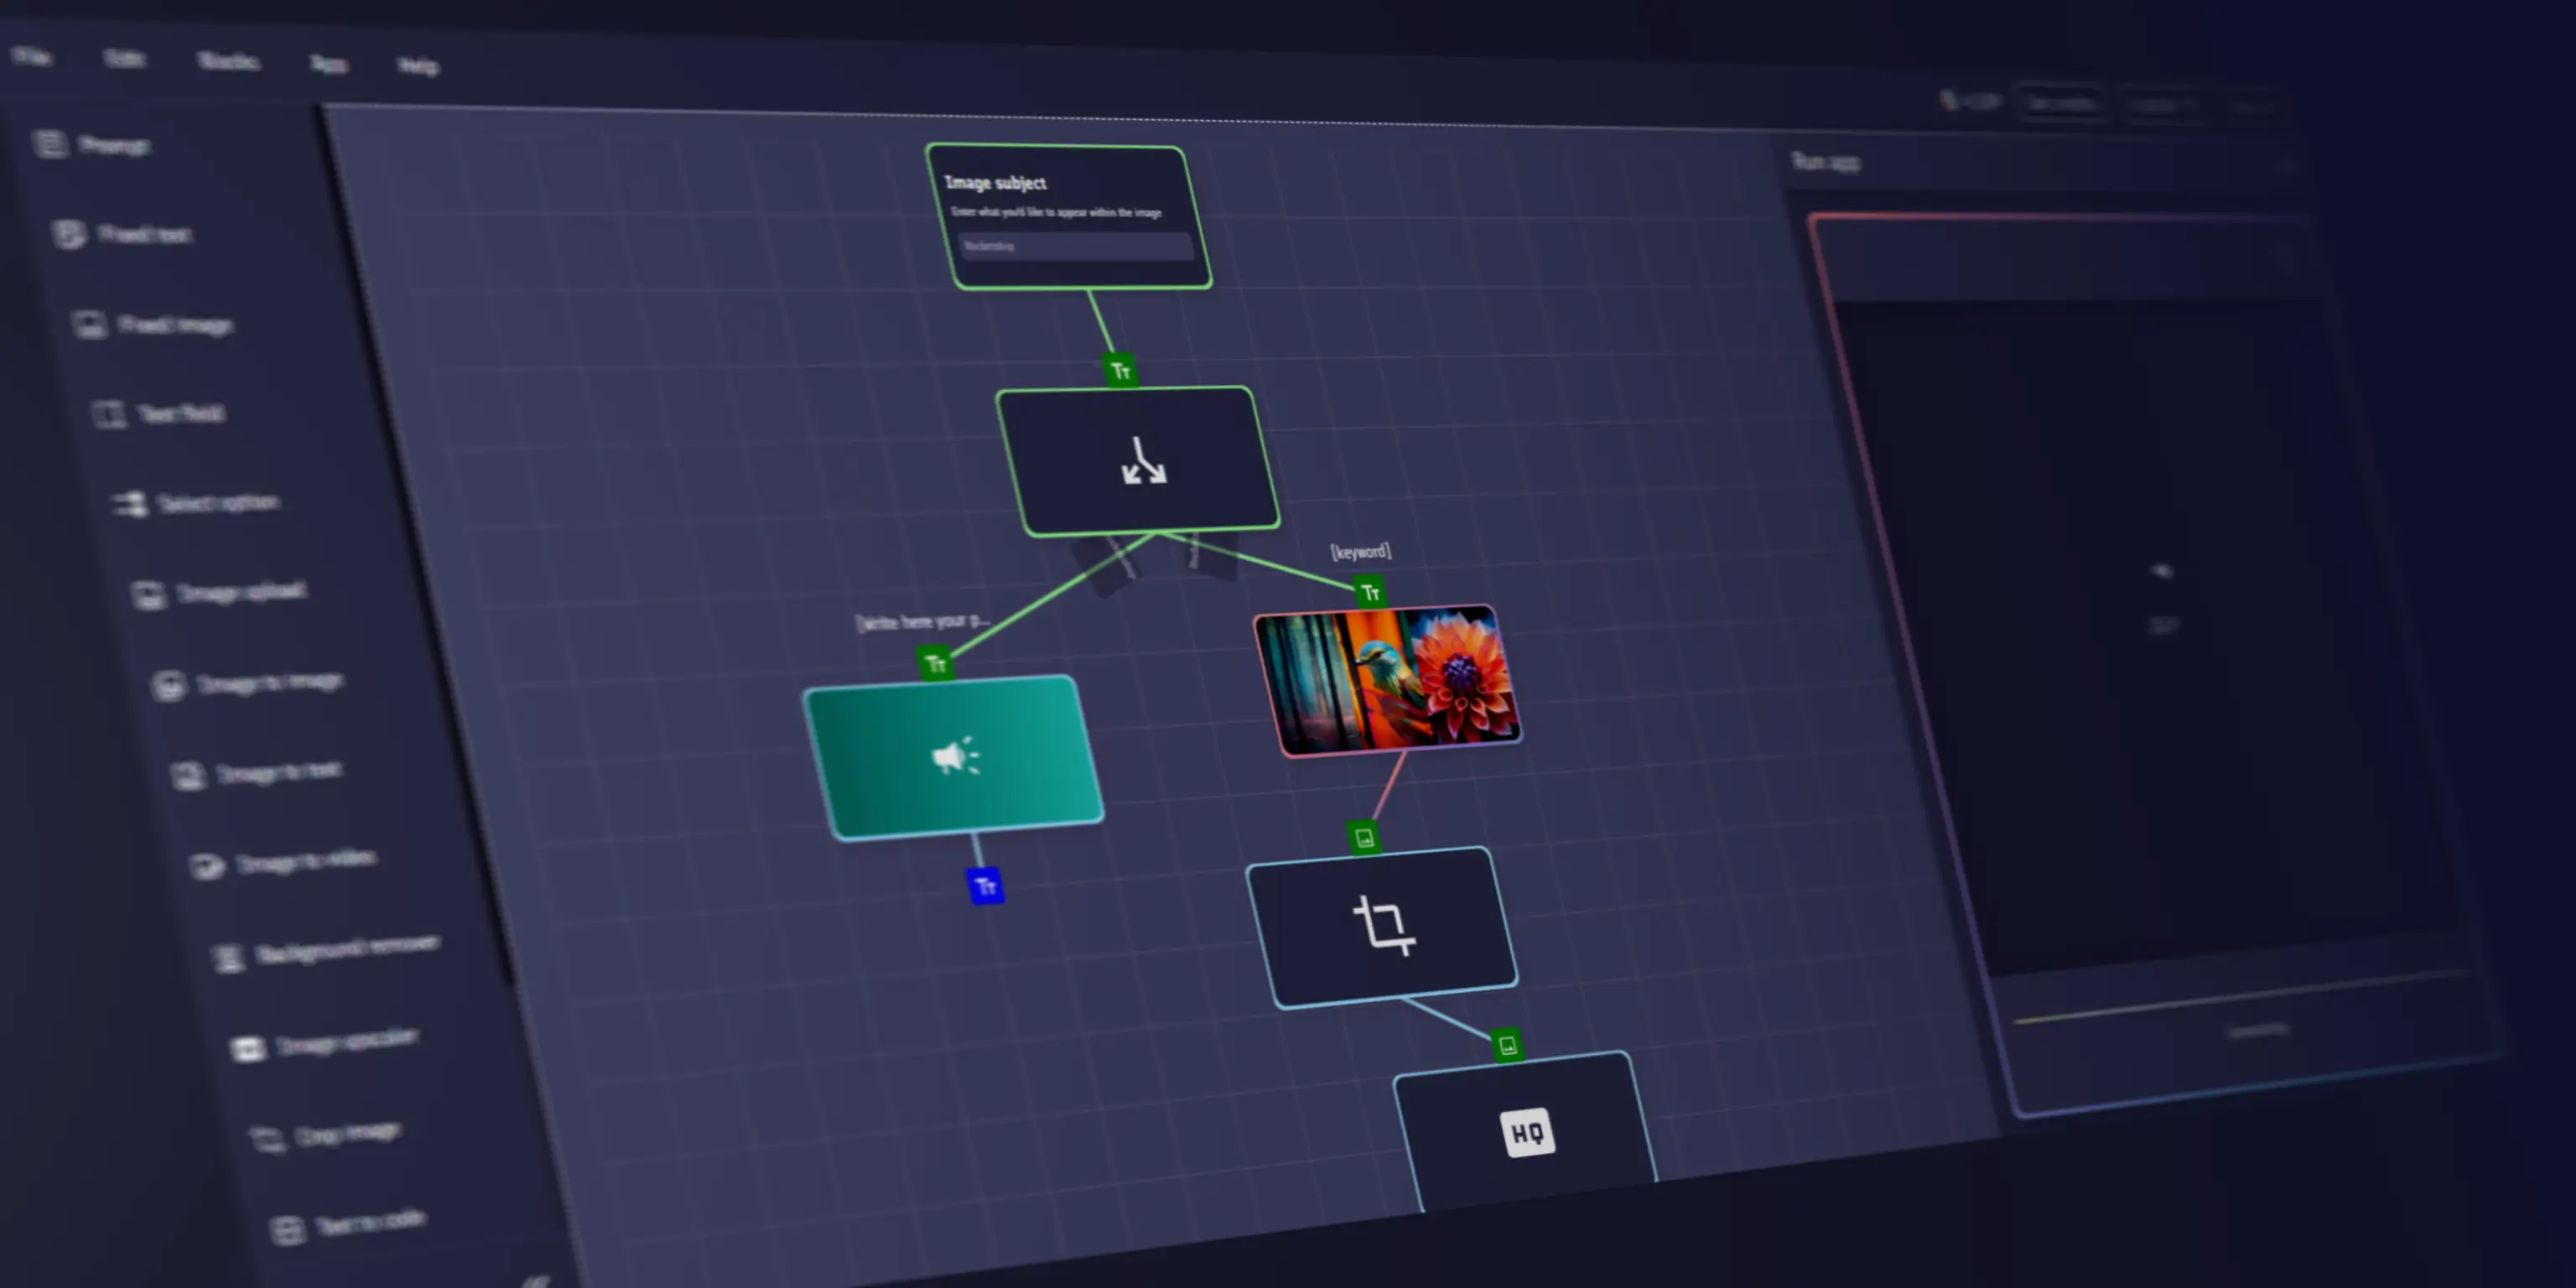 File
Edit
Blocks
App
Help
Prompt
Fixed text
Fixed image
Text field
Select option
Image upload
Image to image
Image to text
Image to video
Background remover
Image upscaler
Crop image
Text to code
Image subject
Enter what you'd like to appear within the image
Rocketship
Tт
[keyword]
Tт
[Write here your p...
Tт
Tт
HQ
Run app